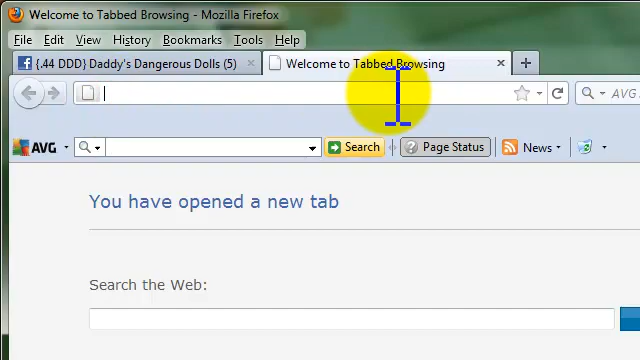 Welcome to Tabbed Browsing - Mozilla Firefox
File Edit View History Bookmarks Tools Help
{.44 DDD} Daddy's Dangerous Dolls (5) Welcome to Tabbed Browsing
AVG
AVG Search Page Status News
You have opened a new tab
Search the Web: